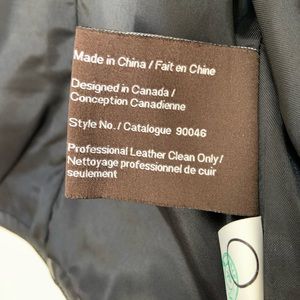 Made in China / Fait en Chine
Designed in Canada /
Conception Canadienne
Style No. / Catalogue 90046
Professional Leather Clean Only /
Nettoyage professionnel de cuir
seulement